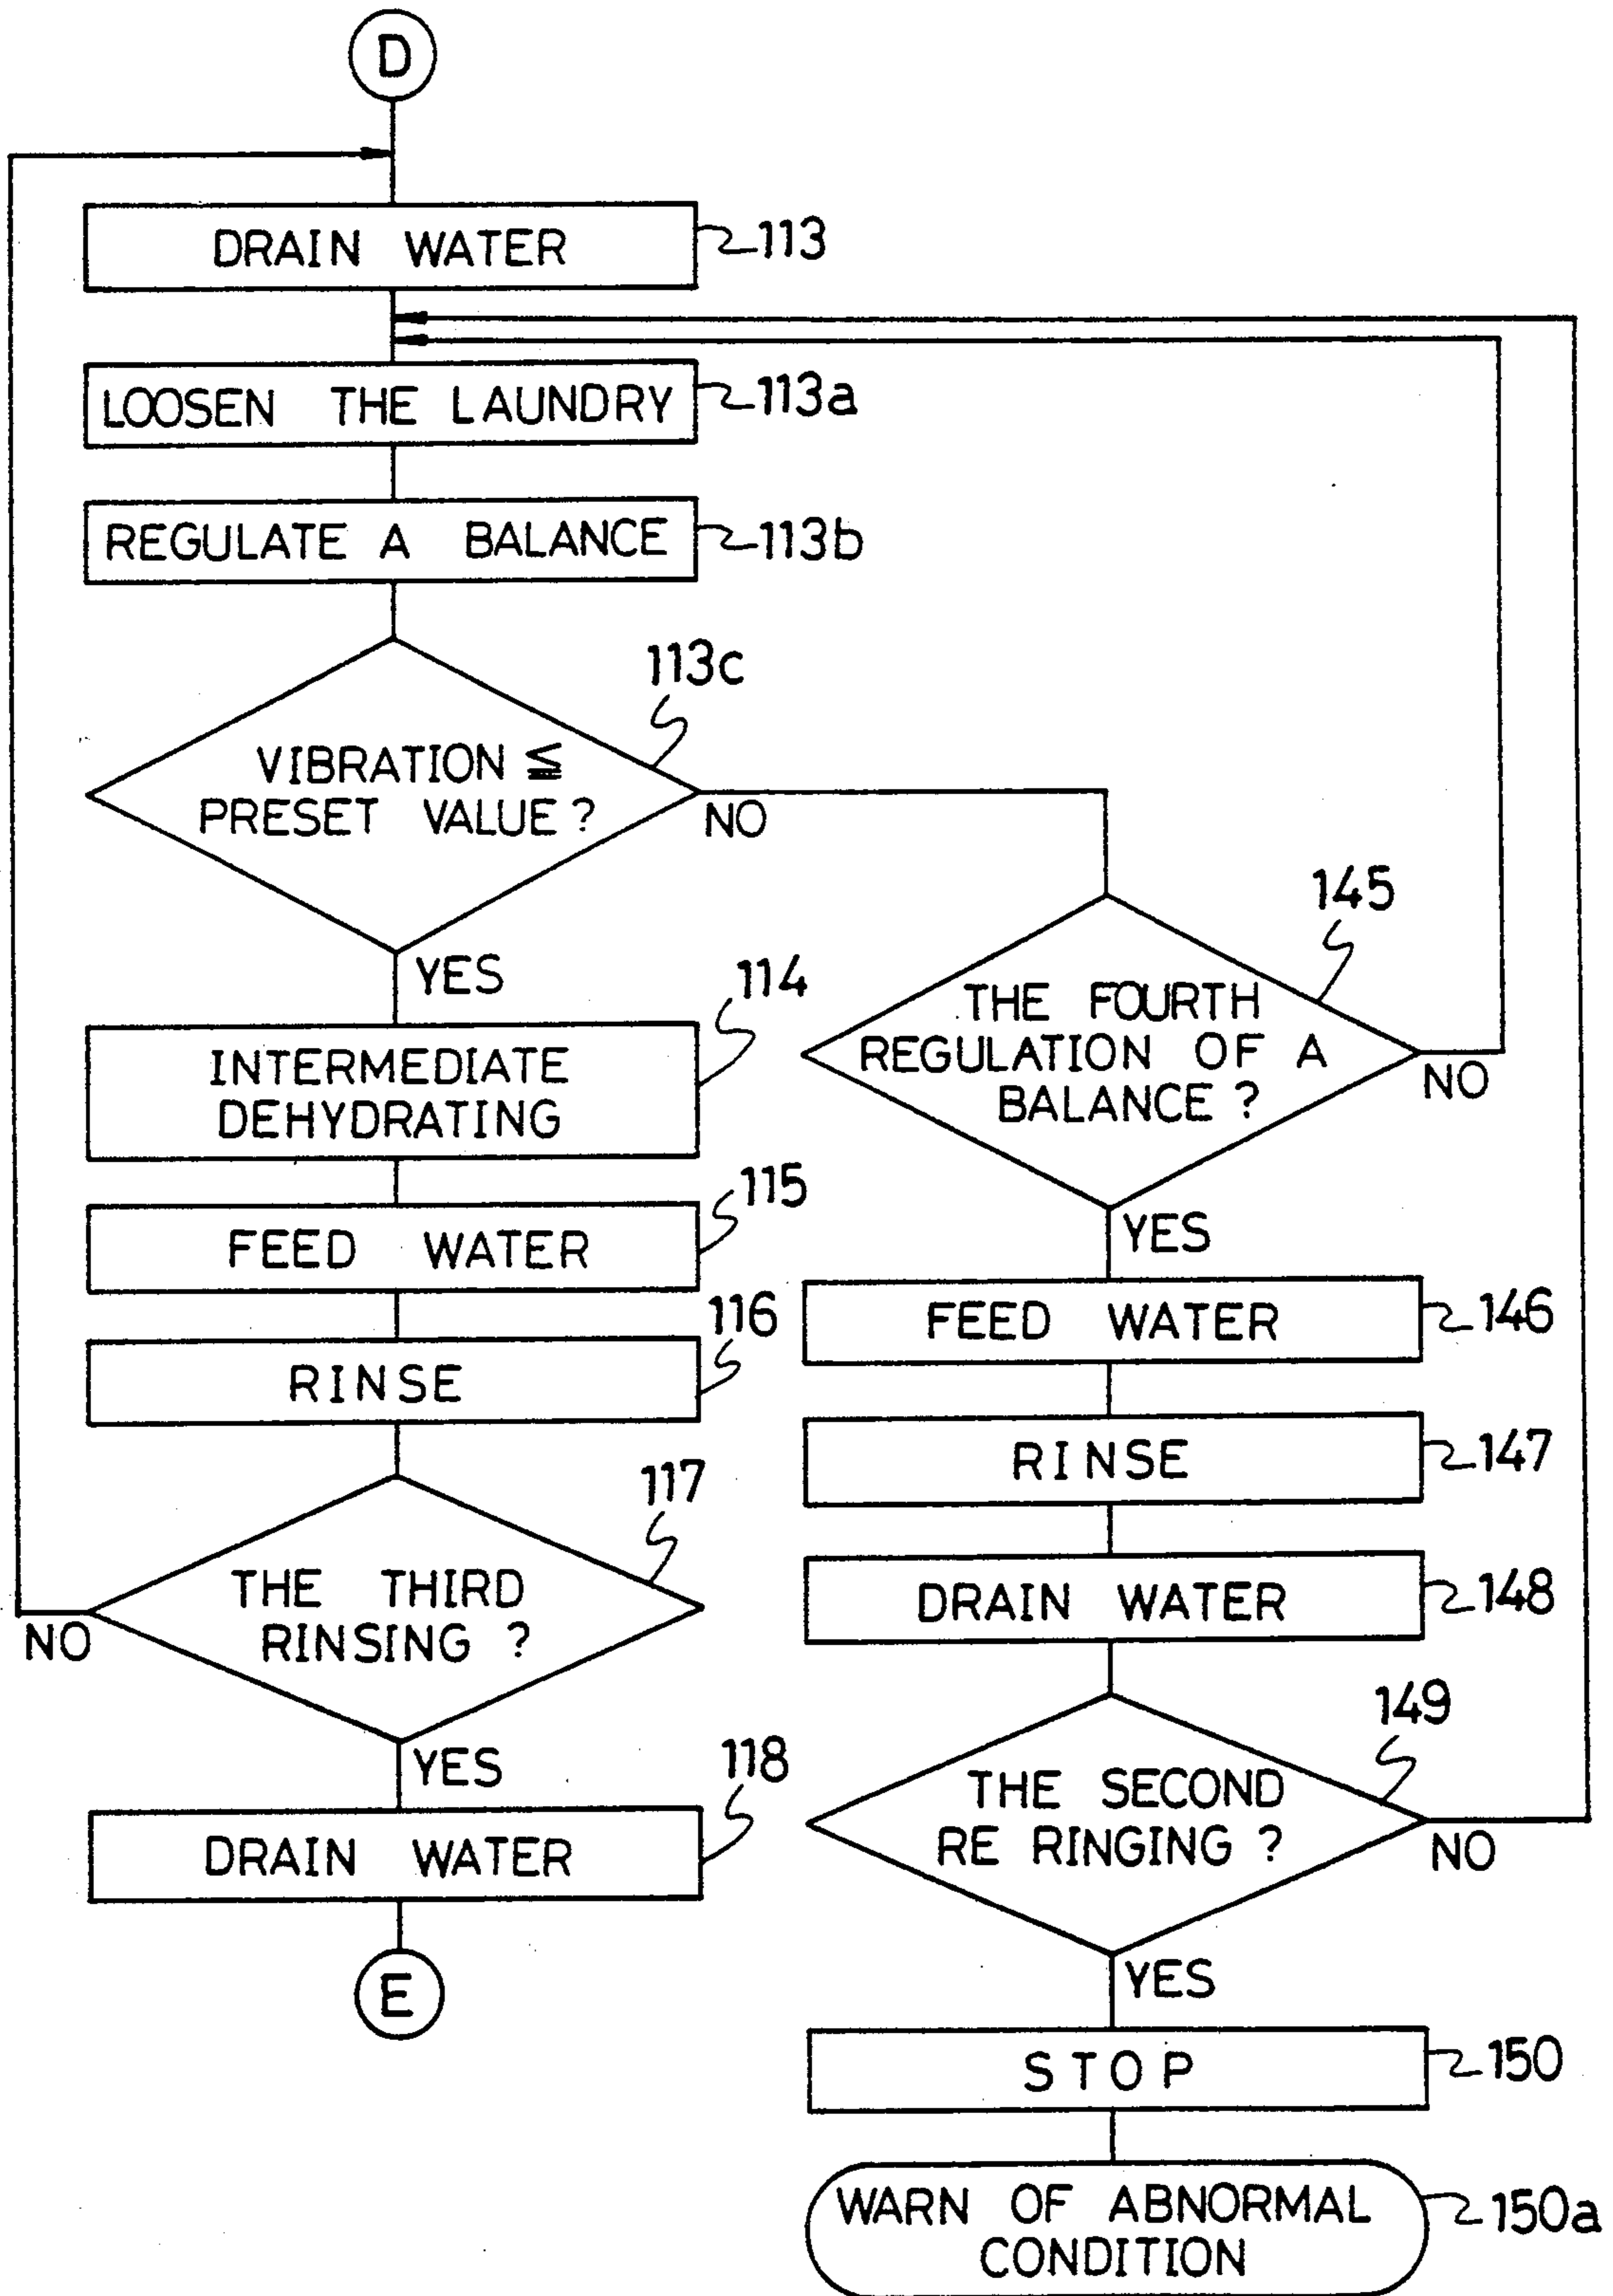 D
DRAIN WATER
113
LOOSEN THE LAUNDRY
113a
REGULATE A BALANCE
113b
113c
VIBRATION ≦
PRESET VALUE?
NO
YES
114
INTERMEDIATE
DEHYDRATING
115
FEED WATER
116
RINSE
117
THE THIRD
RINSING ?
NO
YES
118
DRAIN WATER
E
145
THE FOURTH
REGULATION OF A
BALANCE ?
NO
YES
FEED WATER
146
RINSE
147
DRAIN WATER
148
149
THE SECOND
RE RINGING ?
NO
YES
STOP
150
WARN OF ABNORMAL
CONDITION
150a